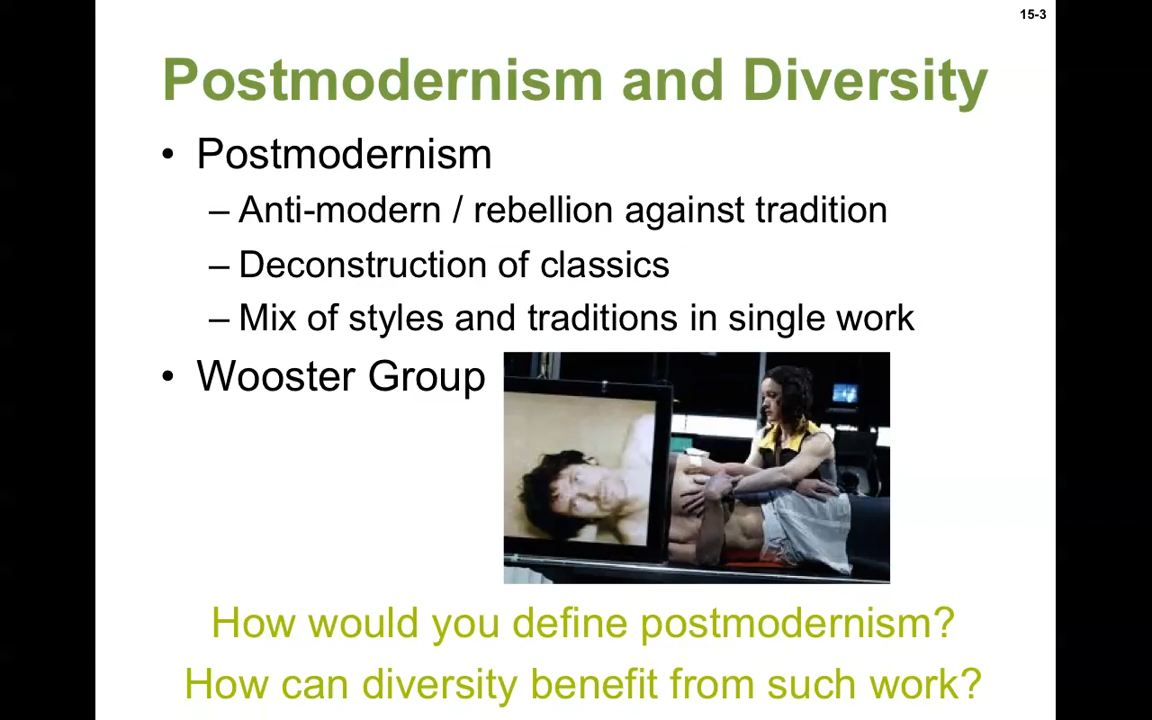 15-3
Postmodernism and Diversity
• Postmodernism
– Anti-modern / rebellion against tradition
– Deconstruction of classics
– Mix of styles and traditions in single work
• Wooster Group
How would you define postmodernism?
How can diversity benefit from such work?